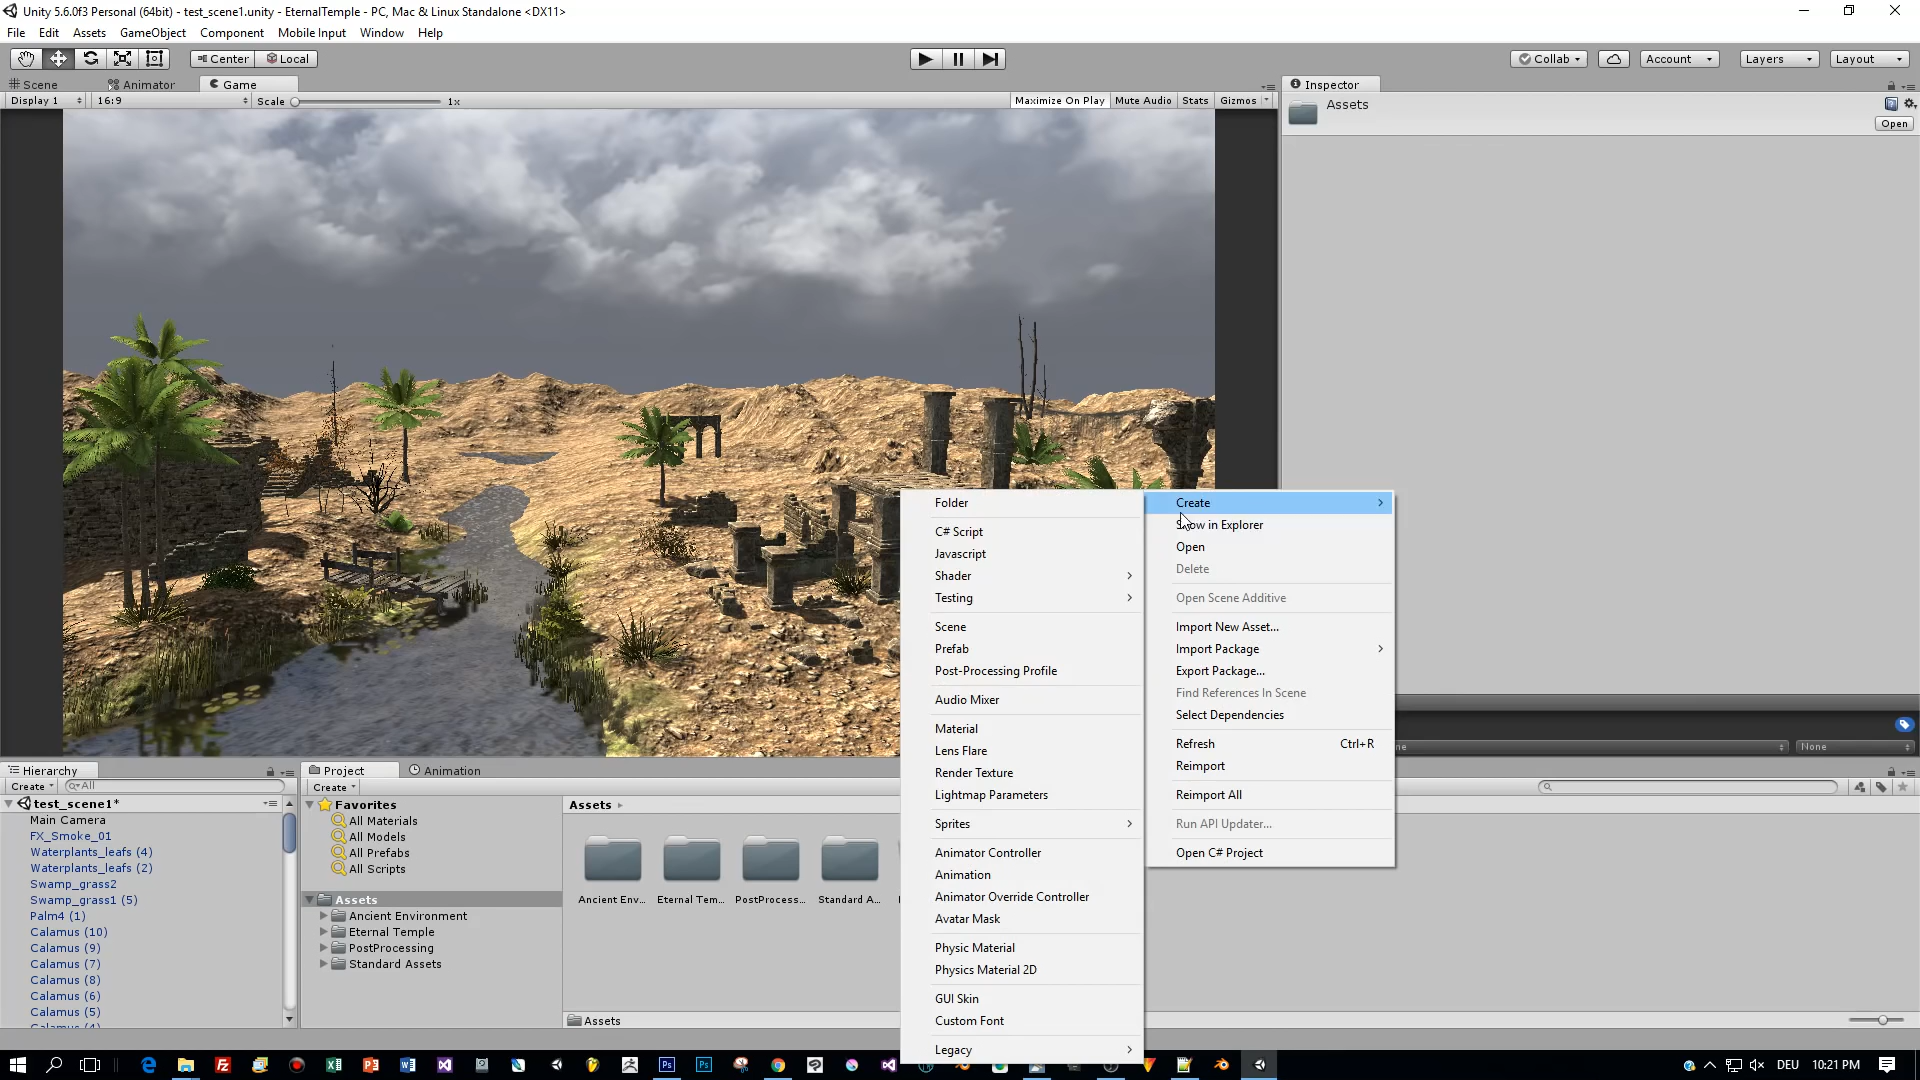 Unity 5.6.0f3 Personal (64bit) - test_scene1.unity - EternalTemple - PC, Mac & Linux Standalone <DX11>
File Edit Assets GameObject Component Mobile Input Window Help
Center Local
Collab Account Layers Layout
Scene Animator Game
Display 1 16:9 Scale 1x Maximize On Play Mute Audio Stats Gizmos
Inspector
Assets
Open
Folder
C# Script
Javascript
Shader
Testing
Scene
Prefab
Post-Processing Profile
Audio Mixer
Material
Lens Flare
Render Texture
Lightmap Parameters
Sprites
Animator Controller
Animation
Animator Override Controller
Avatar Mask
Physic Material
Physics Material 2D
GUI Skin
Custom Font
Legacy
Create
Show in Explorer
Open
Delete
Open Scene Additive
Import New Asset...
Import Package
Export Package...
Find References In Scene
Select Dependencies
Refresh Ctrl+R
Reimport
Reimport All
Run API Updater...
Open C# Project
None
Hierarchy
Create All
test_scene1*
Main Camera
FX_Smoke_01
Waterplants_leafs (4)
Waterplants_leafs (2)
Swamp_grass2
Swamp_grass1 (5)
Palm4 (1)
Calamus (10)
Calamus (9)
Calamus (7)
Calamus (8)
Calamus (6)
Calamus (5)
Calamus (4)
Project Animation
Create
Favorites
All Materials
All Models
All Prefabs
All Scripts
Assets
Ancient Environment
Eternal Temple
PostProcessing
Standard Assets
Assets
Ancient Env... Eternal Tem... PostProcess... Standard A...
Assets
DEU 10:21 PM